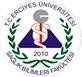 T.C ERCİYES ÜNİVERSİTESİ
2010
SAĞLIK BİLİMLERİ FAKÜLTESİ